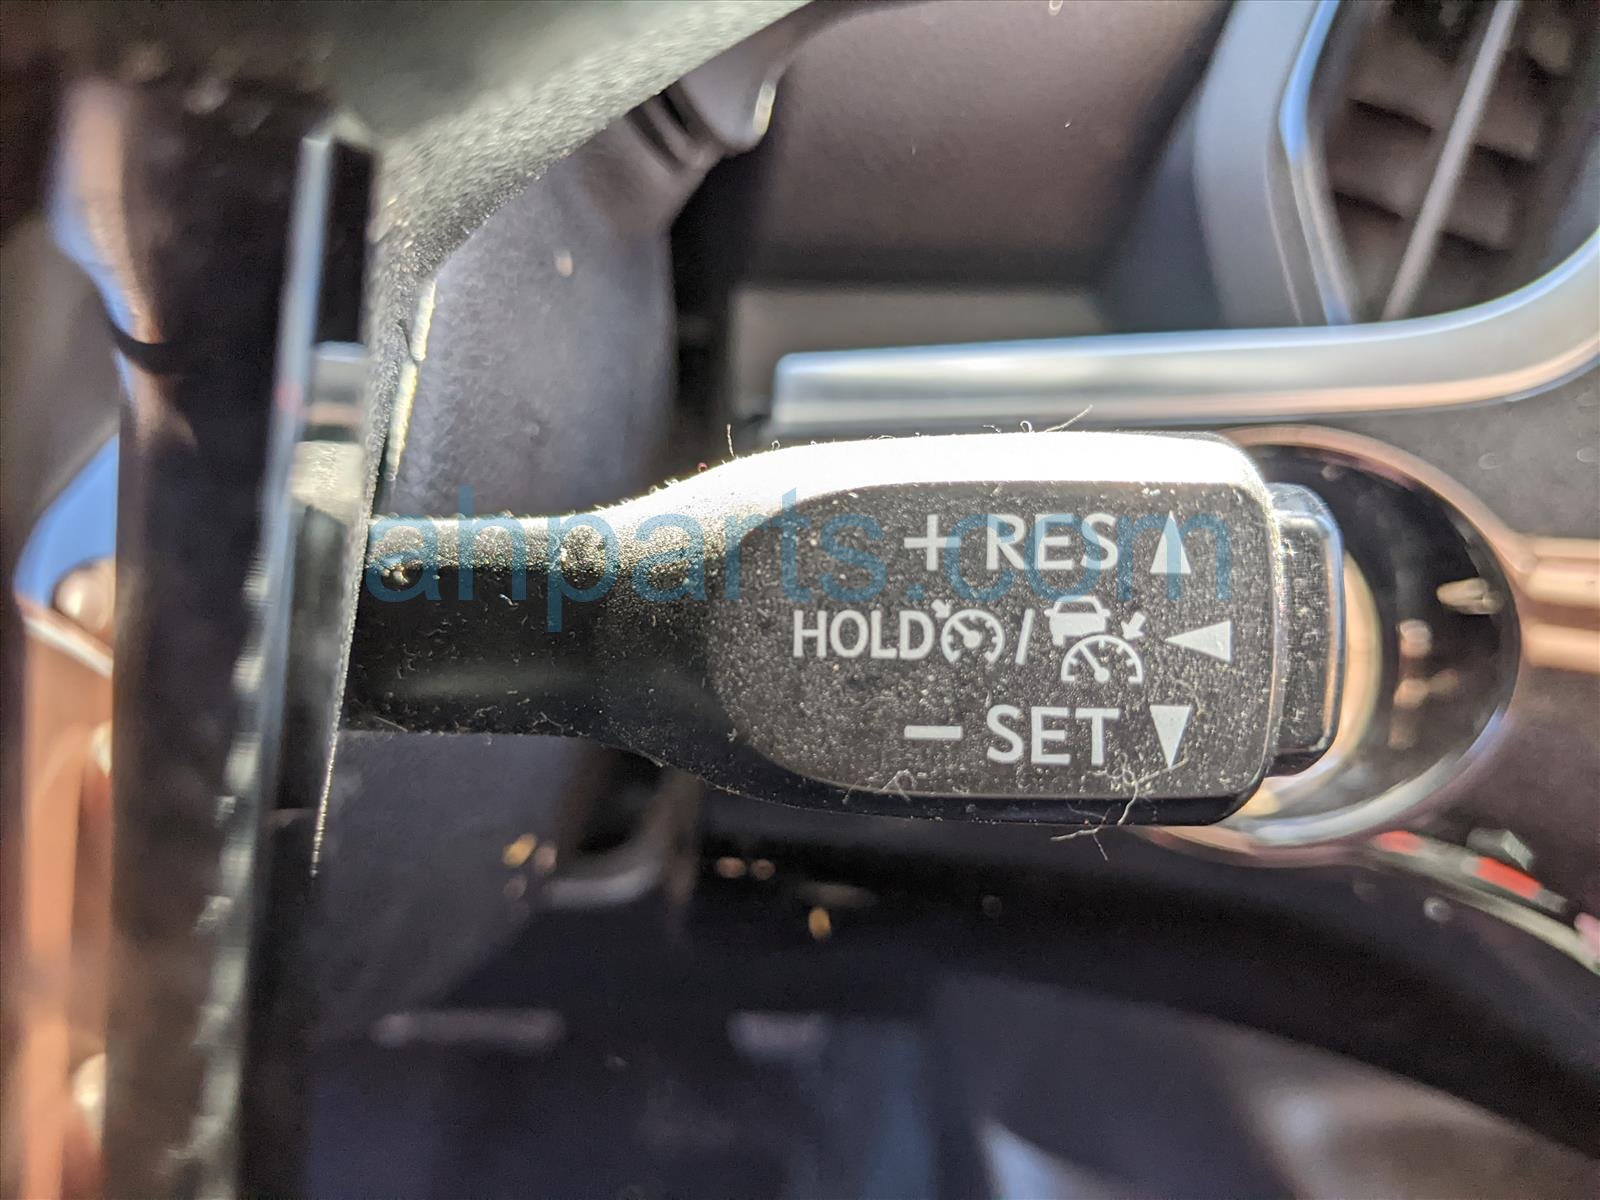 + RES ▲
HOLD / ◀
− SET ▼
ahparts.com